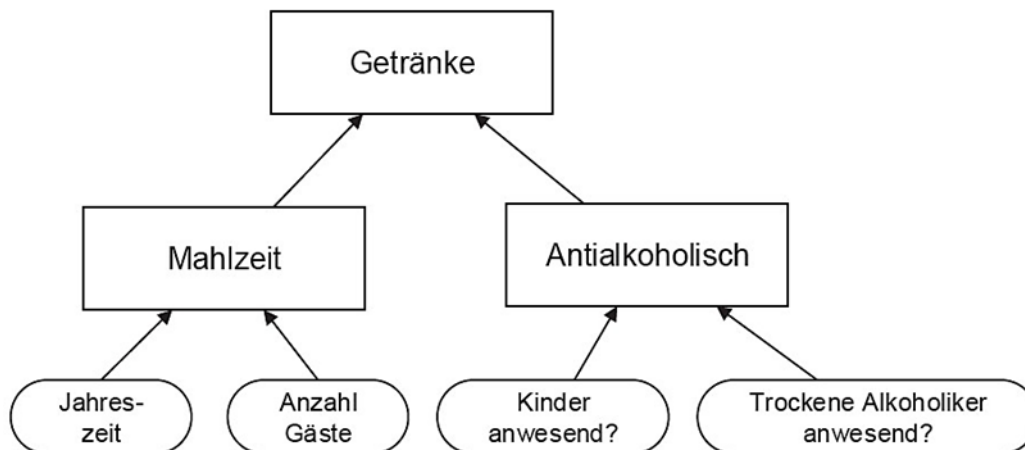 Getränke
Mahlzeit
Antialkoholisch
Jahres-
zeit
Anzahl
Gäste
Kinder
anwesend?
Trockene Alkoholiker
anwesend?